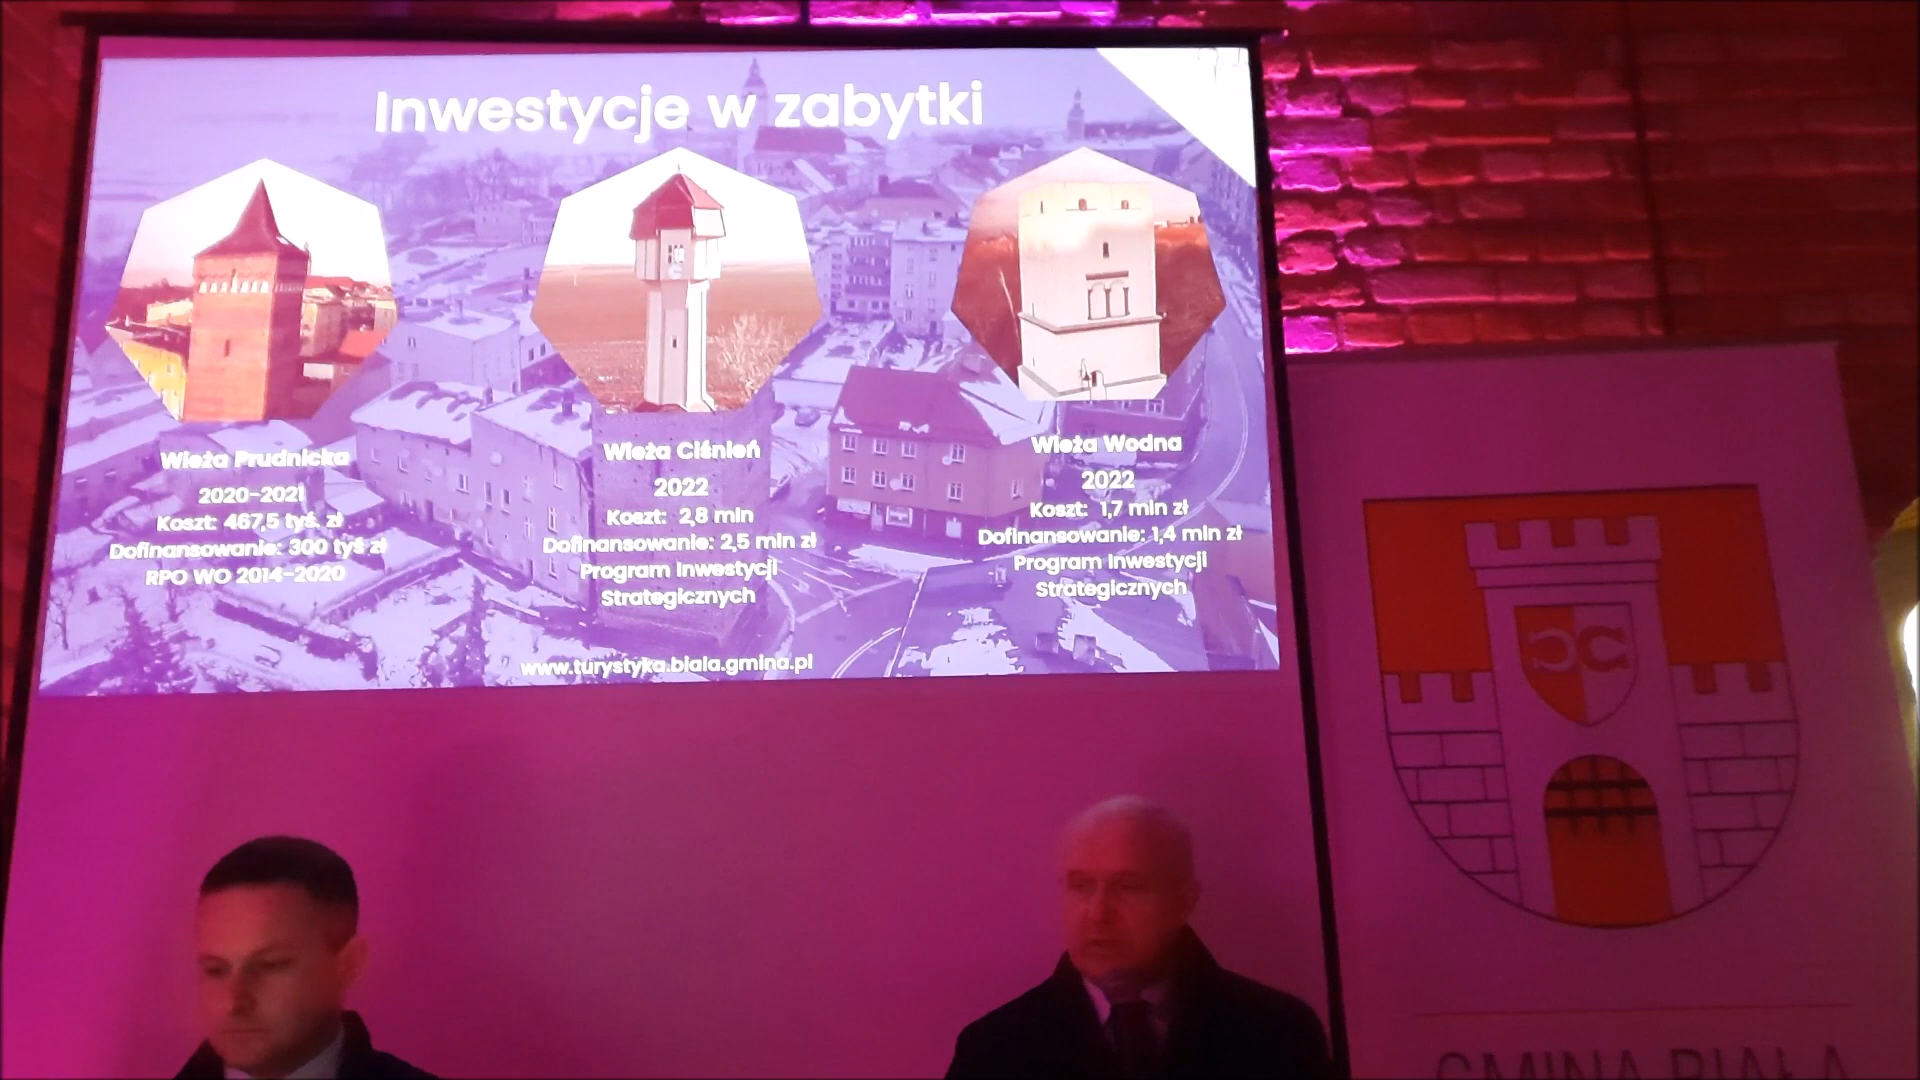 Inwestycje w zabytki
Wieża Prudnicka
2020-2021
Koszt: 467,5 tyś. zł
Dofinansowanie: 300 tyś zł
RPO WO 2014-2020
Wieża Ciśnień
2022
Koszt: 2,8 mln
Dofinansowanie: 2,5 mln zł
Program Inwestycji
Strategicznych
Wieża Wodna
2022
Koszt: 1,7 mln zł
Dofinansowanie: 1,4 mln zł
Program Inwestycji
Strategicznych
www.turystyka.biala.gmina.pl
GMINA BIAŁA